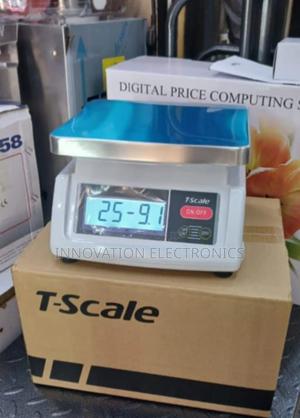 58
DIGITAL PRICE COMPUTING S
T-Scale
ON/OFF
25-9.1
INNOVATION ELECTRONICS
T-SCALE